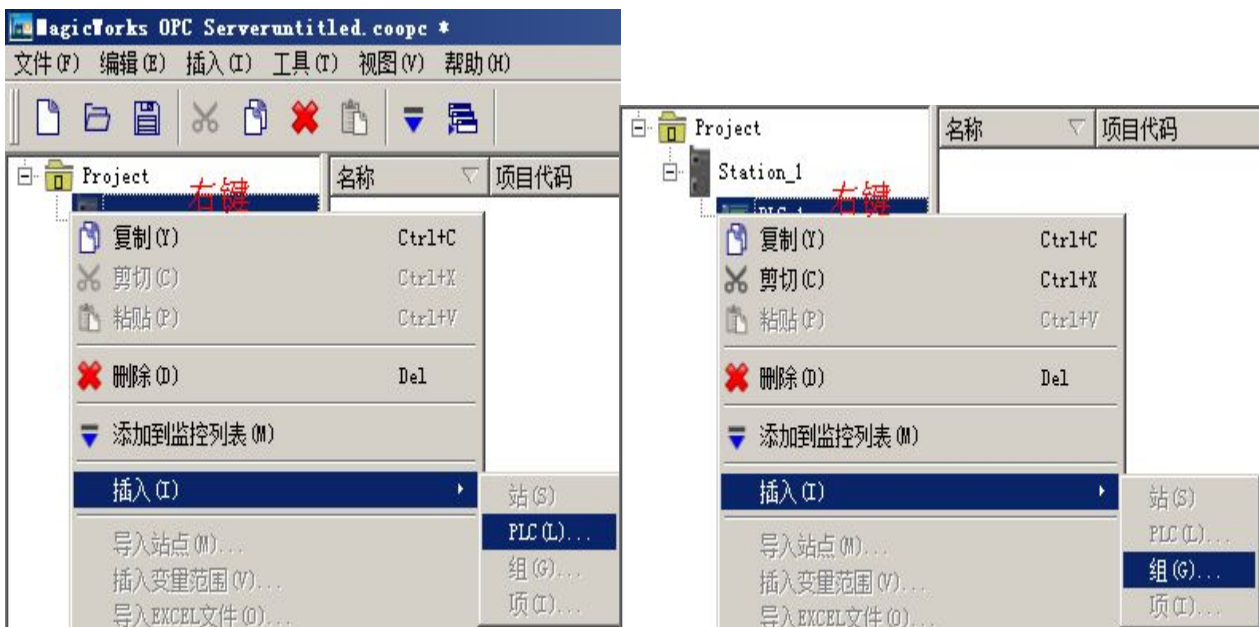 MagicWorks OPC Serveruntitled.coopc *
文件(F) 编辑(E) 插入(I) 工具(T) 视图(V) 帮助(H)
Project
右键
名称 项目代码
复制(Y) Ctrl+C
剪切(C) Ctrl+X
粘贴(P) Ctrl+V
删除(D) Del
添加到监控列表(M)
插入(I)
站(S)
PLC(L)...
组(G)...
项(I)...
导入站点(M)...
插入变里范围(V)...
导入EXCEL文件(O)...
Project
Station_1
PLC_1
右键
名称 项目代码
复制(Y) Ctrl+C
剪切(C) Ctrl+X
粘贴(P) Ctrl+V
删除(D) Del
添加到监控列表(M)
插入(I)
站(S)
PLC(L)...
组(G)...
项(I)...
导入站点(M)...
插入变里范围(V)...
导入EXCEL文件(O)...